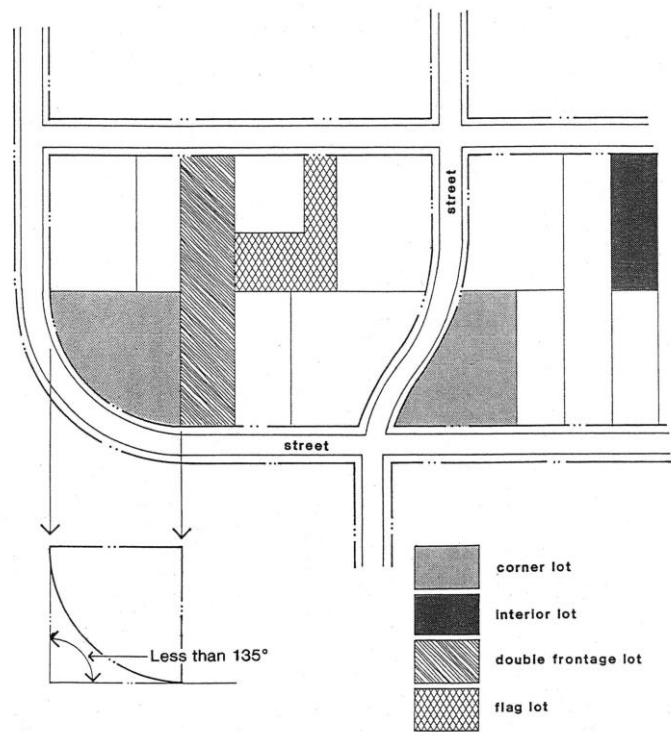 street
street
Less than 135°
corner lot
interior lot
double frontage lot
flag lot